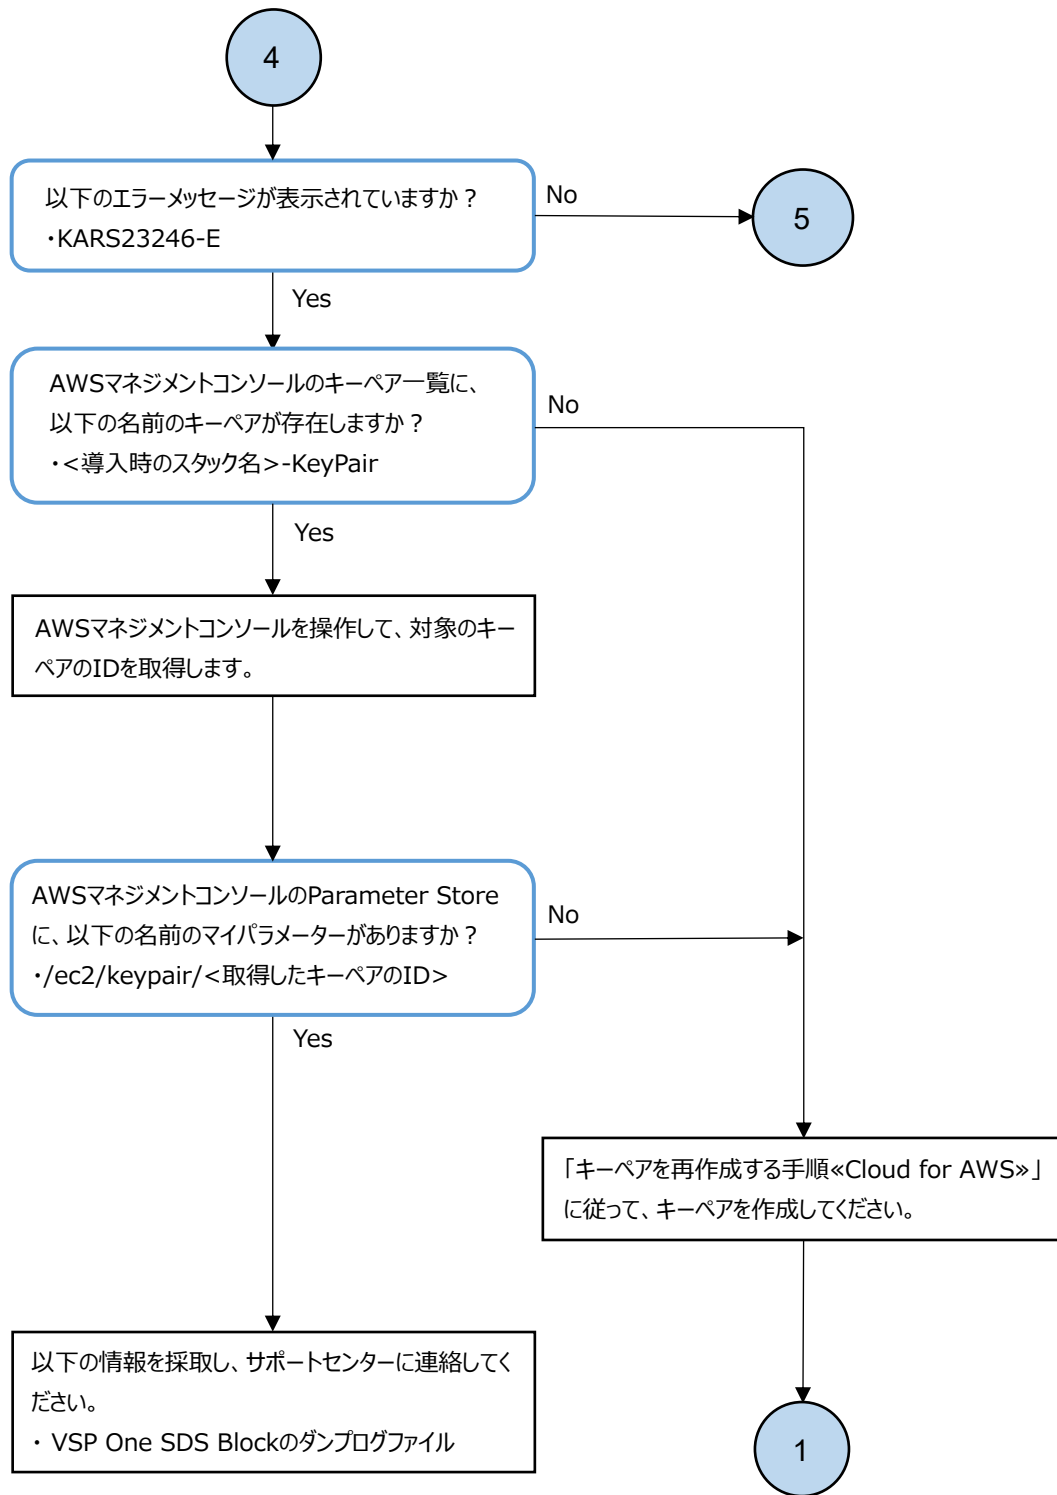 4
以下のエラーメッセージが表示されていますか？
・KARS23246-E
No
5
Yes
AWSマネジメントコンソールのキーペア一覧に、
以下の名前のキーペアが存在しますか？
・<導入時のスタック名>-KeyPair
No
Yes
AWSマネジメントコンソールを操作して、対象のキー
ペアのIDを取得します。
AWSマネジメントコンソールのParameter Store
に、以下の名前のマイパラメーターがありますか？
・/ec2/keypair/<取得したキーペアのID>
No
Yes
「キーペアを再作成する手順≪Cloud for AWS≫」
に従って、キーペアを作成してください。
以下の情報を採取し、サポートセンターに連絡してく
ださい。
・ VSP One SDS Blockのダンプログファイル
1